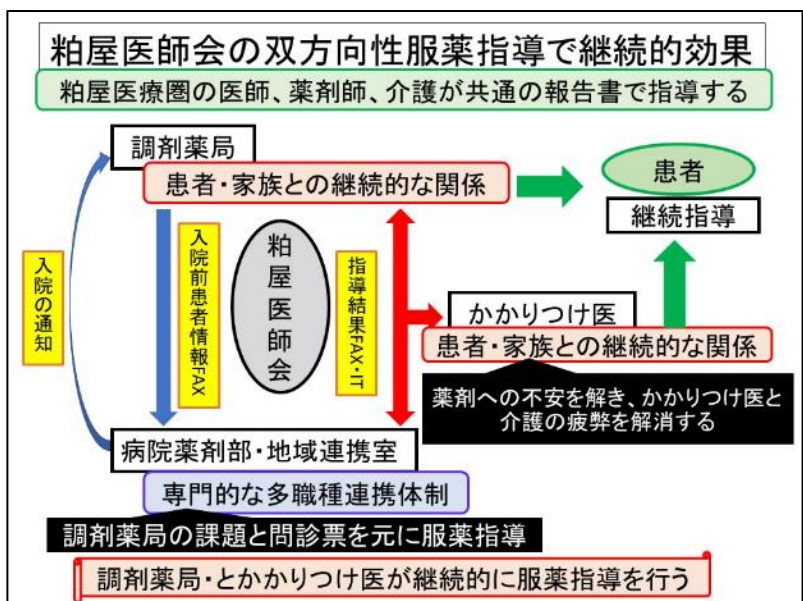 粕屋医師会の双方向性服薬指導で継続的効果
粕屋医療圏の医師、薬剤師、介護が共通の報告書で指導する
調剤薬局
患者・家族との継続的な関係
患者
継続指導
入院の通知
入院前患者情報FAX
粕屋医師会
指導結果FAX・IT
かかりつけ医
患者・家族との継続的な関係
薬剤への不安を解き、かかりつけ医と
介護の疲弊を解消する
病院薬剤部・地域連携室
専門的な多職種連携体制
調剤薬局の課題と問診票を元に服薬指導
調剤薬局・とかかりつけ医が継続的に服薬指導を行う